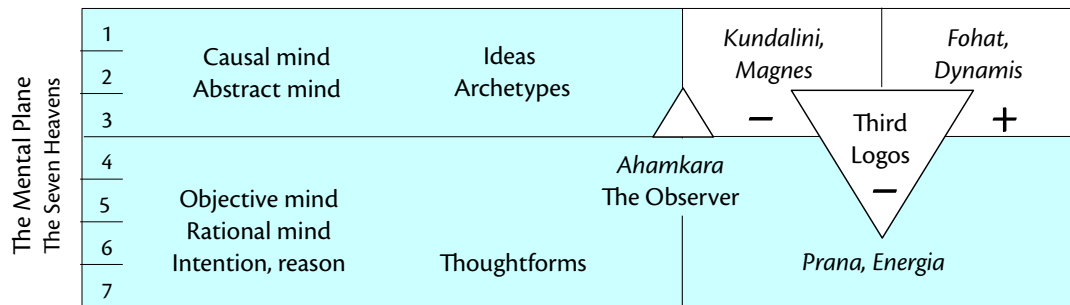 The Mental Plane
The Seven Heavens
1
2
3
4
5
6
7
Causal mind
Abstract mind
Ideas
Archetypes
Kundalini,
Magnes
–
Fohat,
Dynamis
+
Third
Logos
–
Ahamkara
The Observer
Objective mind
Rational mind
Intention, reason
Thoughtforms
Prana, Energia